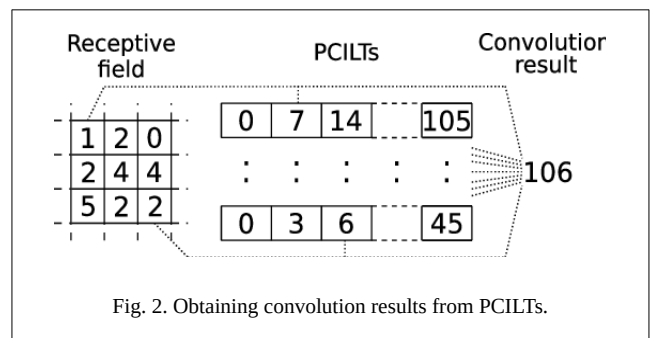 Receptive
field
PCILTs
Convolution
result
0 7 14 105
1 2 0
2 4 4
5 2 2
: : : : :
106
0 3 6 45
Fig. 2. Obtaining convolution results from PCILTs.